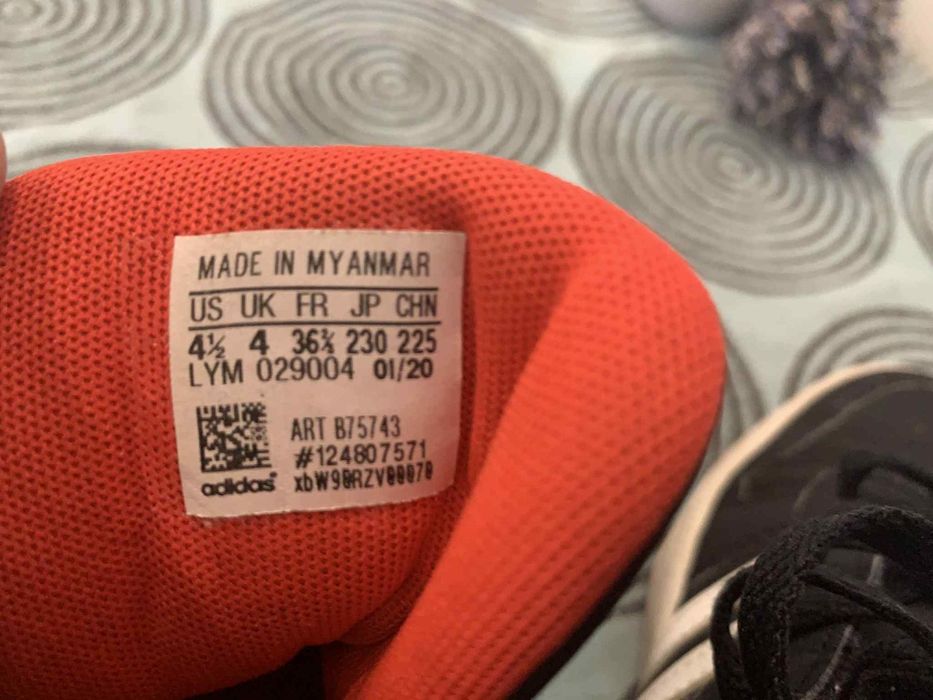 MADE IN MYANMAR
US UK FR JP CHN
4½ 4 36⅔ 230 225
LYM 029004 01/20
ART B75743
#124807571
adidas®